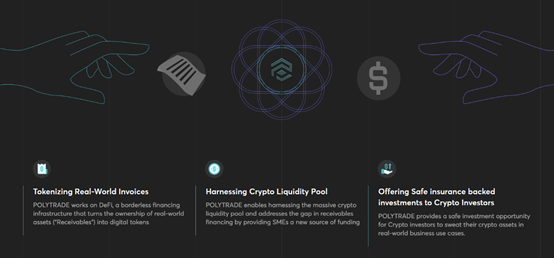 Tokenizing Real-World Invoices
POLYTRADE works on DeFi, a borderless financing
infrastructure that turns the ownership of real-world
assets ("Receivables") into digital tokens
Harnessing Crypto Liquidity Pool
POLYTRADE enables harnessing the massive crypto
liquidity pool and addresses the gap in receivables
financing by providing SMEs a new source of funding
Offering Safe insurance backed
investments to Crypto Investors
POLYTRADE provides a safe investment opportunity
for Crypto investors to sweat their crypto assets in
real-world business use cases.